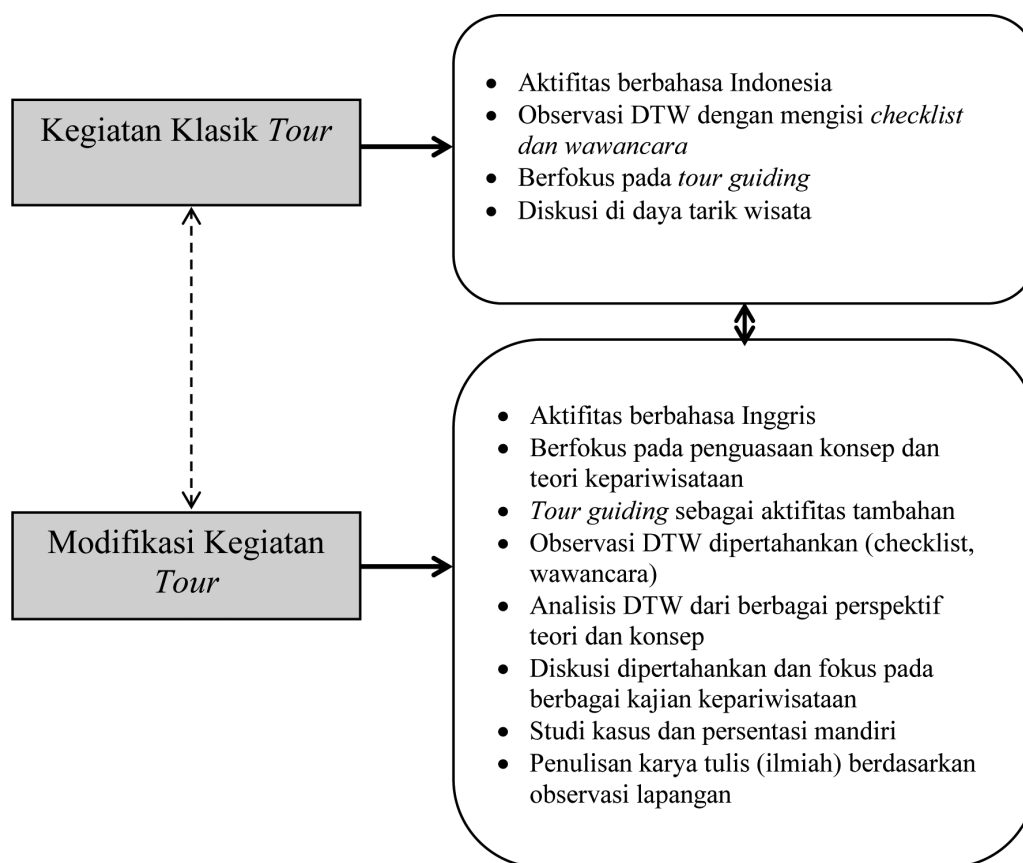 Kegiatan Klasik Tour
• Aktifitas berbahasa Indonesia
• Observasi DTW dengan mengisi checklist
dan wawancara
• Berfokus pada tour guiding
• Diskusi di daya tarik wisata
Modifikasi Kegiatan
Tour
• Aktifitas berbahasa Inggris
• Berfokus pada penguasaan konsep dan
teori kepariwisataan
• Tour guiding sebagai aktifitas tambahan
• Observasi DTW dipertahankan (checklist,
wawancara)
• Analisis DTW dari berbagai perspektif
teori dan konsep
• Diskusi dipertahankan dan fokus pada
berbagai kajian kepariwisataan
• Studi kasus dan persentasi mandiri
• Penulisan karya tulis (ilmiah) berdasarkan
observasi lapangan